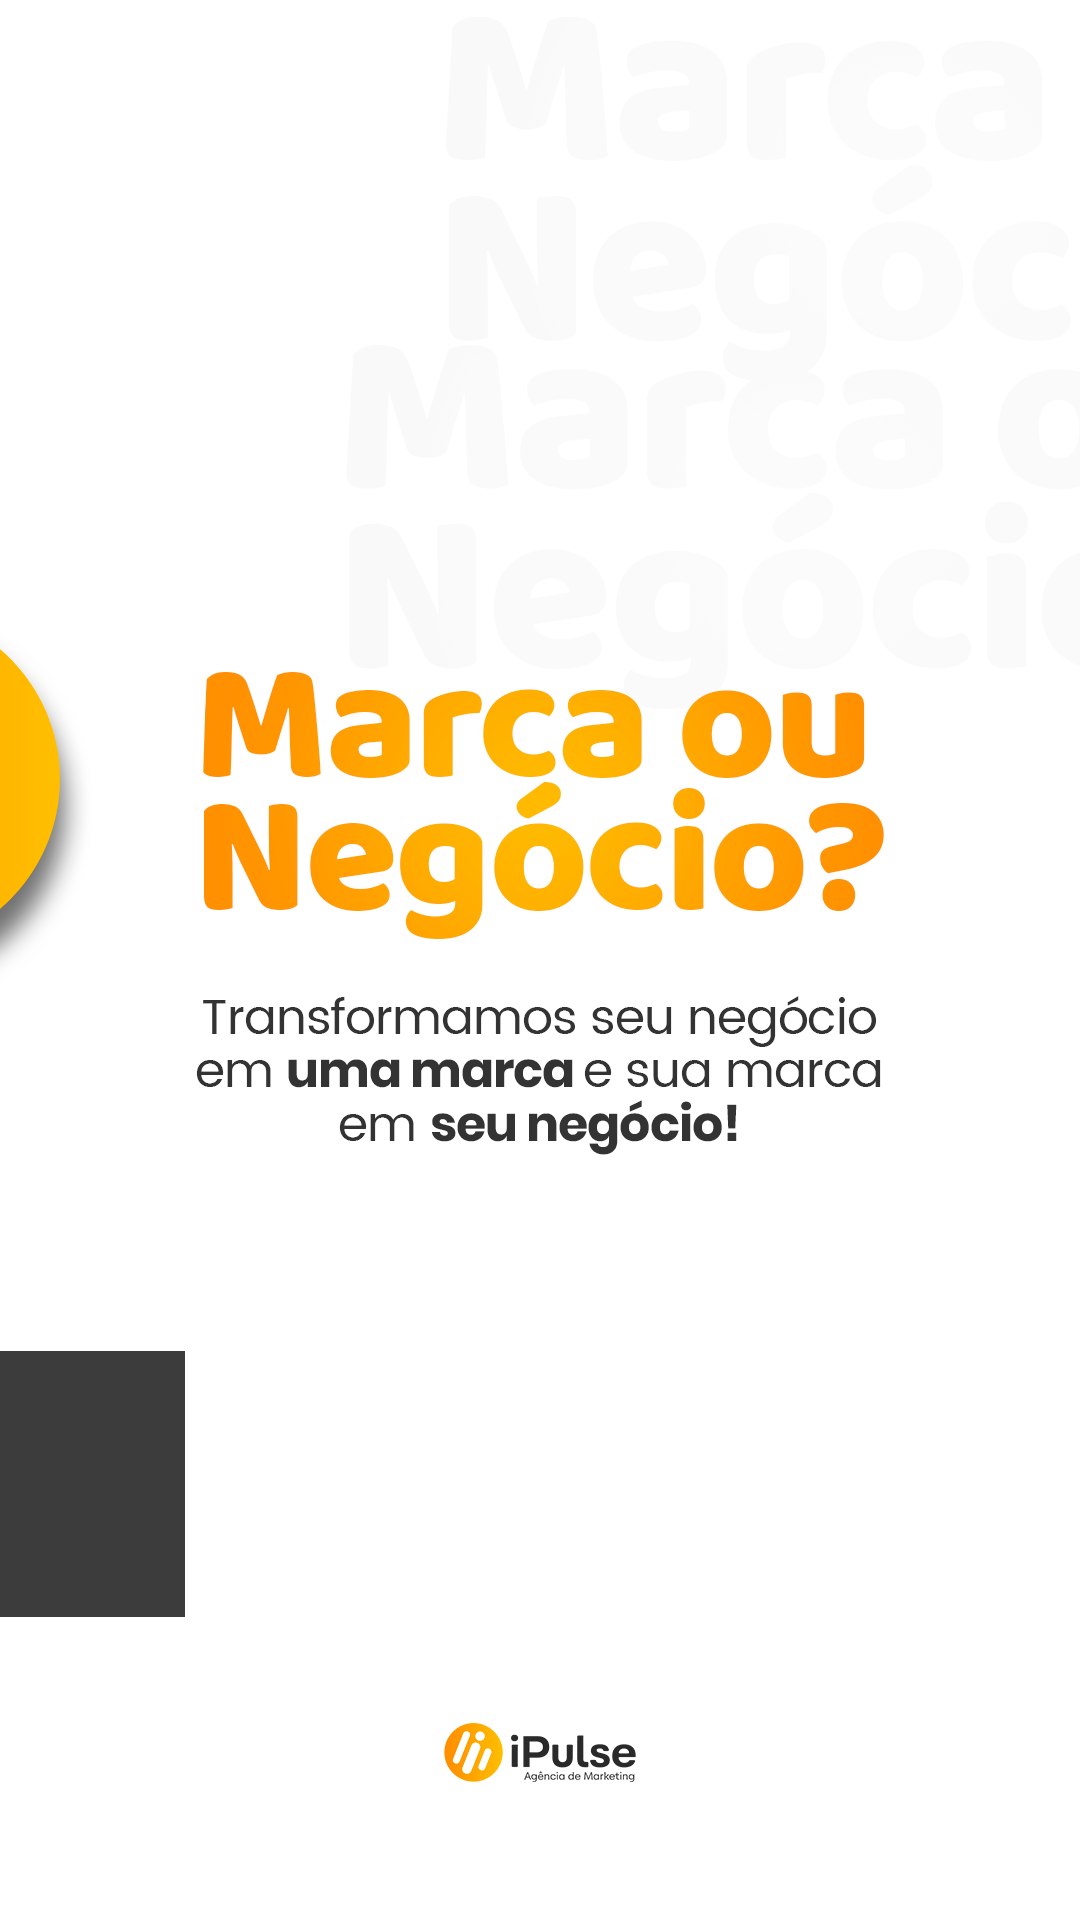 Marca
Negóc
Marca o
Negócio
Marca ou
Negócio?
Transformamos seu negócio
em uma marca e sua marca
em seu negócio!
iPulse
Agência de Marketing